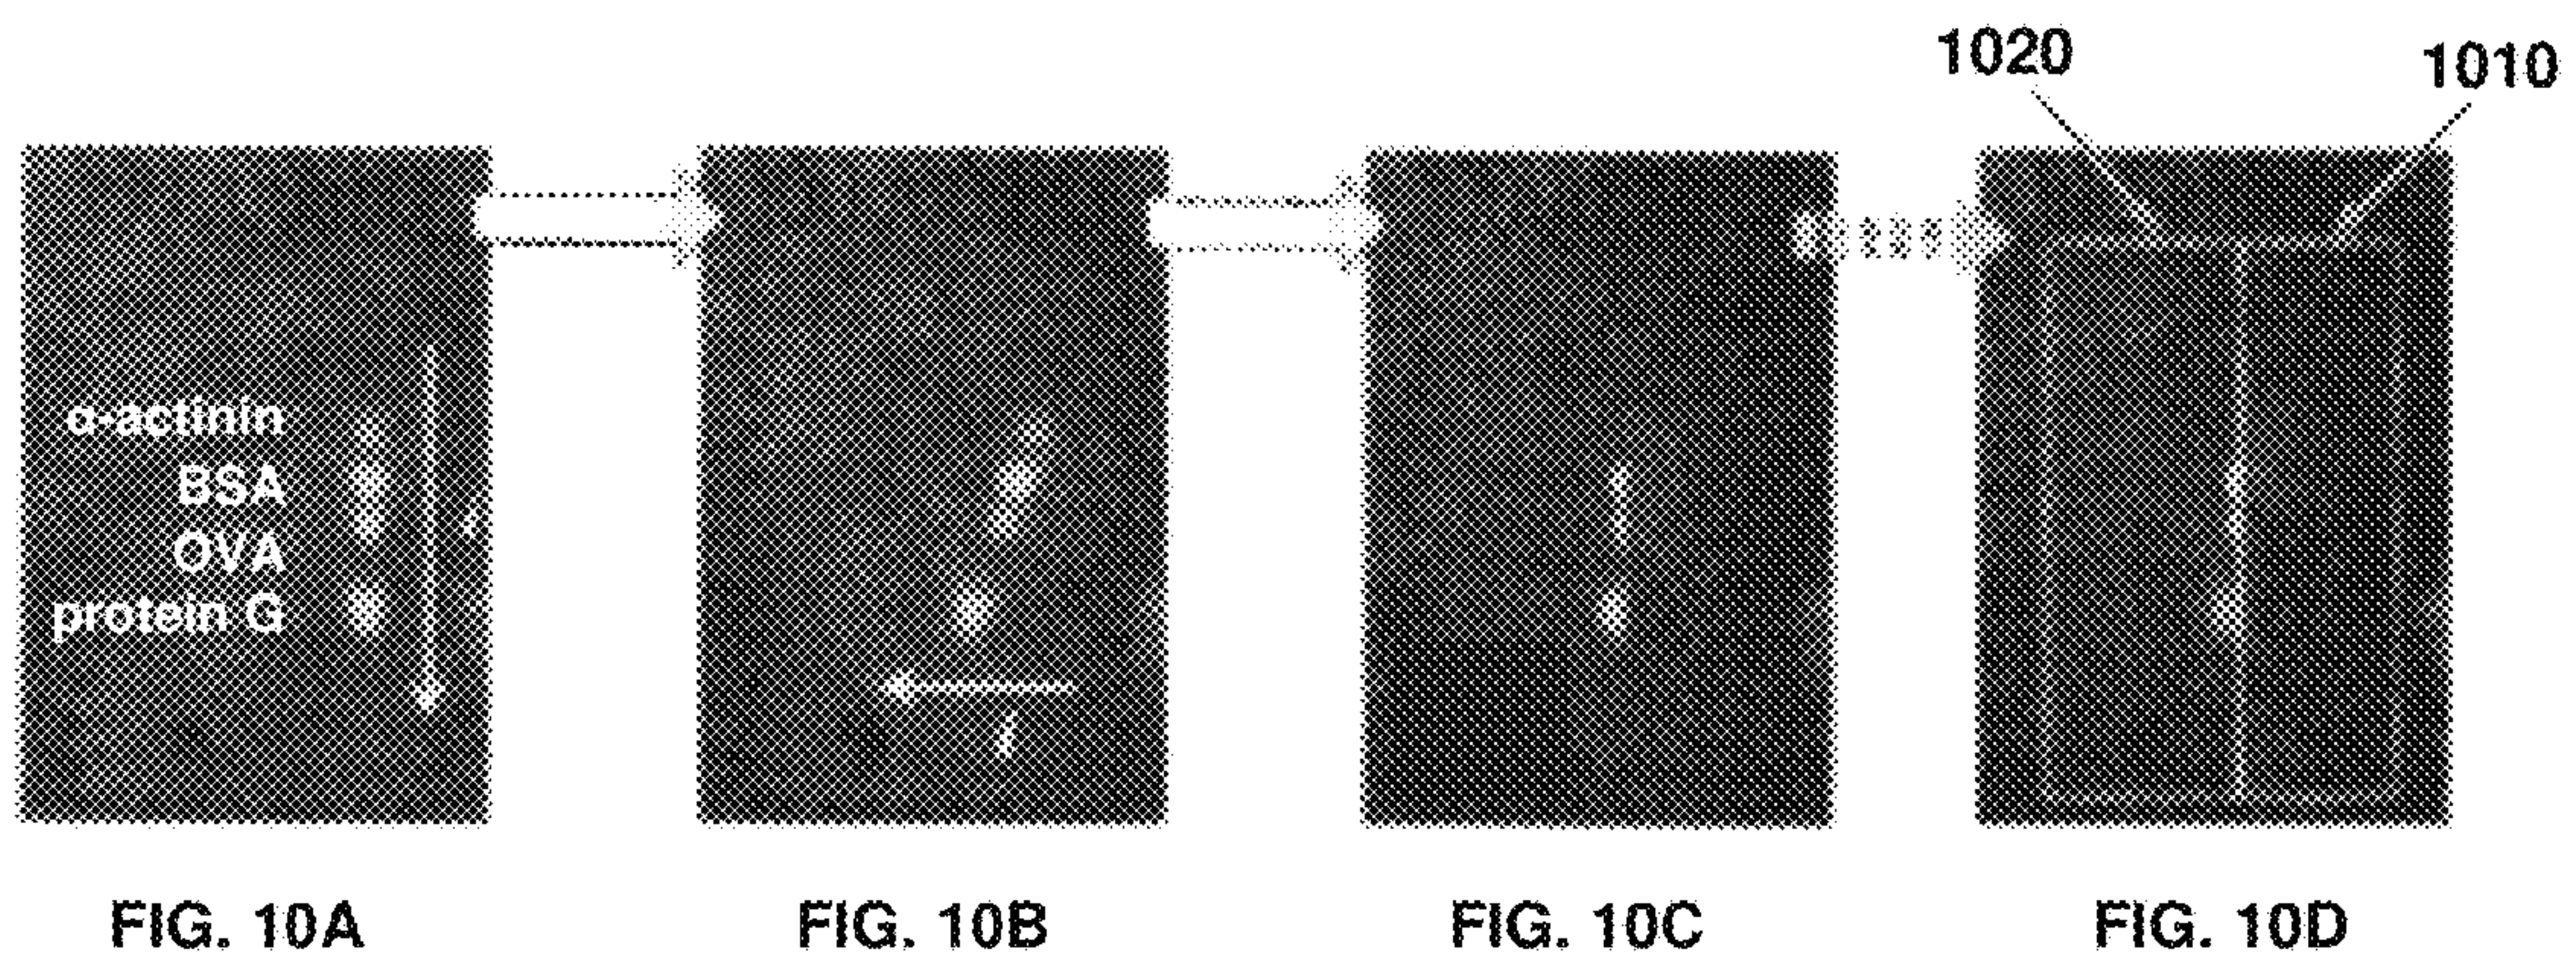 1020
1010
α-actinin
BSA
OVA
protein G
FIG. 10A
FIG. 10B
FIG. 10C
FIG. 10D